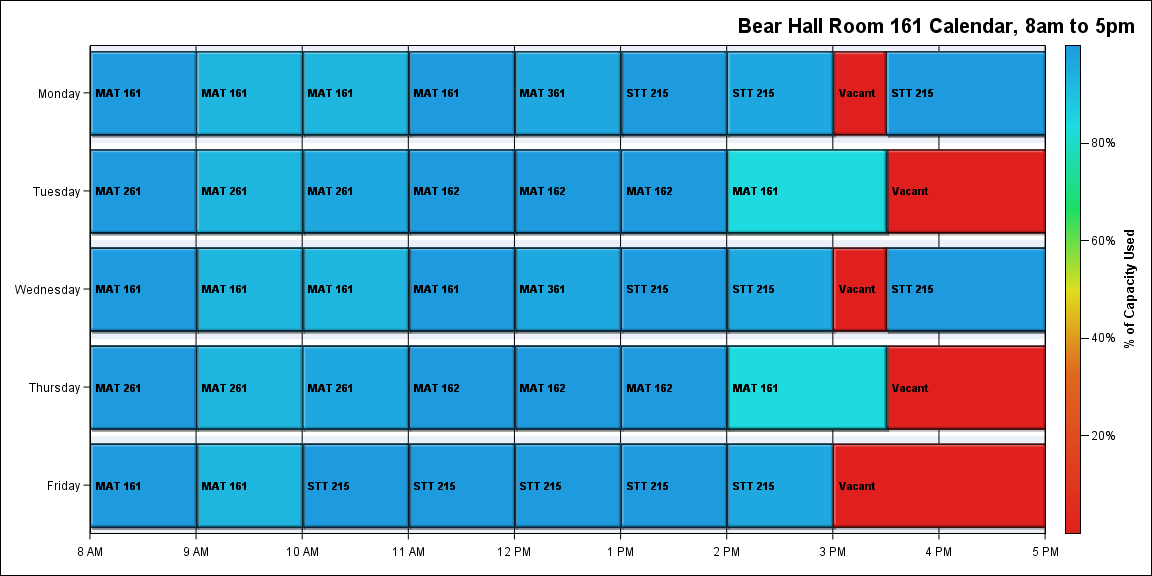 Bear Hall Room 161 Calendar, 8am to 5pm
Monday
MAT 161
MAT 161
MAT 161
MAT 161
MAT 361
STT 215
STT 215
Vacant
STT 215
Tuesday
MAT 261
MAT 261
MAT 261
MAT 162
MAT 162
MAT 162
MAT 161
Vacant
Wednesday
MAT 161
MAT 161
MAT 161
MAT 161
MAT 361
STT 215
STT 215
Vacant
STT 215
Thursday
MAT 261
MAT 261
MAT 261
MAT 162
MAT 162
MAT 162
MAT 161
Vacant
Friday
MAT 161
MAT 161
STT 215
STT 215
STT 215
STT 215
STT 215
Vacant
8 AM
9 AM
10 AM
11 AM
12 PM
1 PM
2 PM
3 PM
4 PM
5 PM
80%
60%
40%
20%
% of Capacity Used